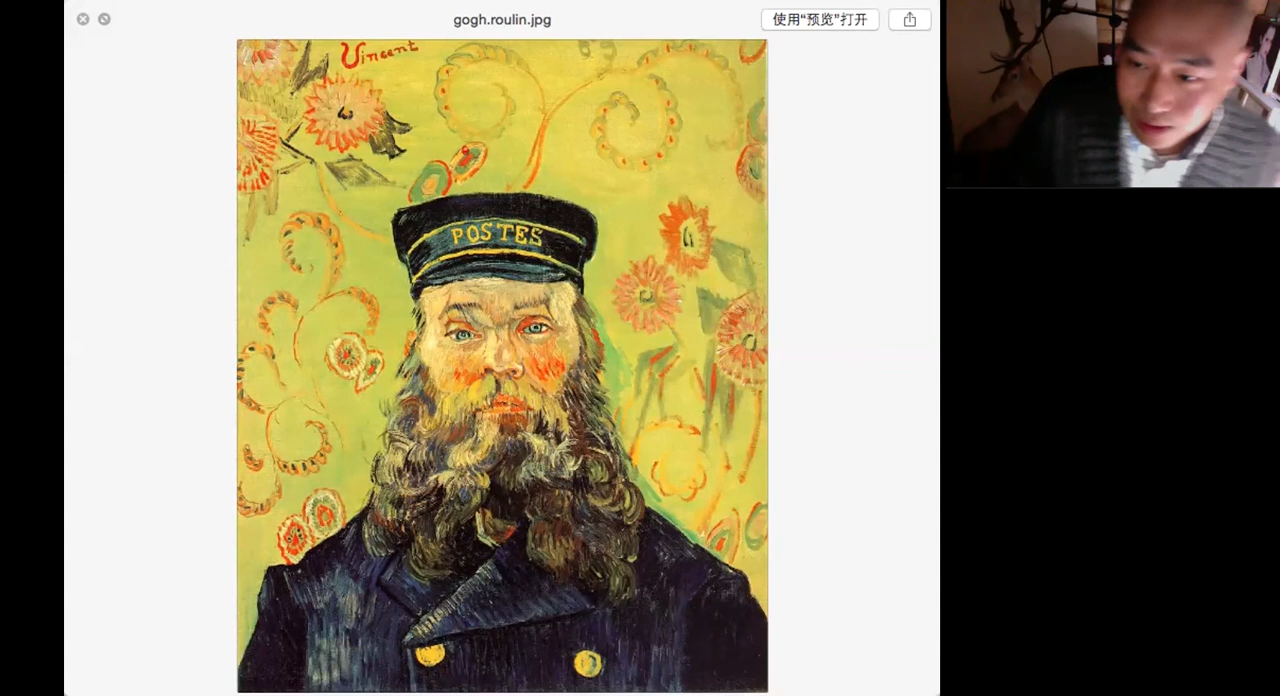 gogh.roulin.jpg
使用“预览”打开
Vincent
POSTES